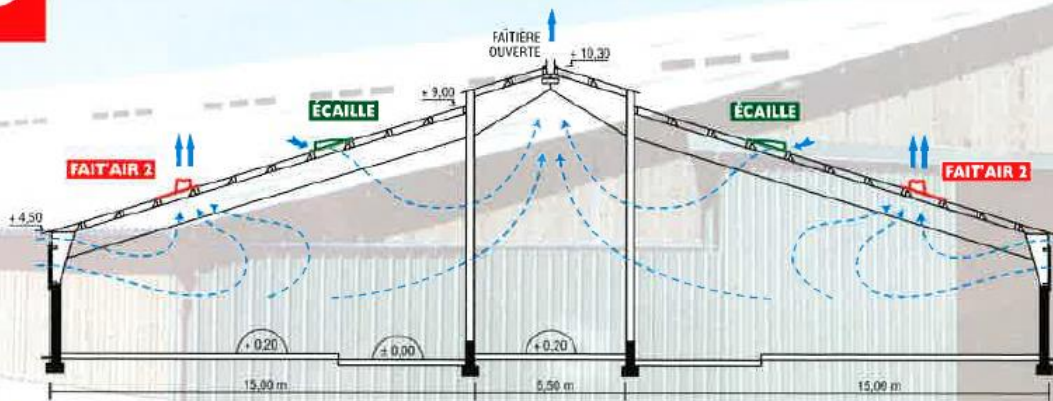 FAÎTIÈRE
OUVERTE
+ 10,30
± 9,00
ÉCAILLE
ÉCAILLE
FAIT'AIR 2
FAIT'AIR 2
+ 4,50
+ 0,20
± 0,00
+ 0,20
15,00 m
5,50 m
15,00 m